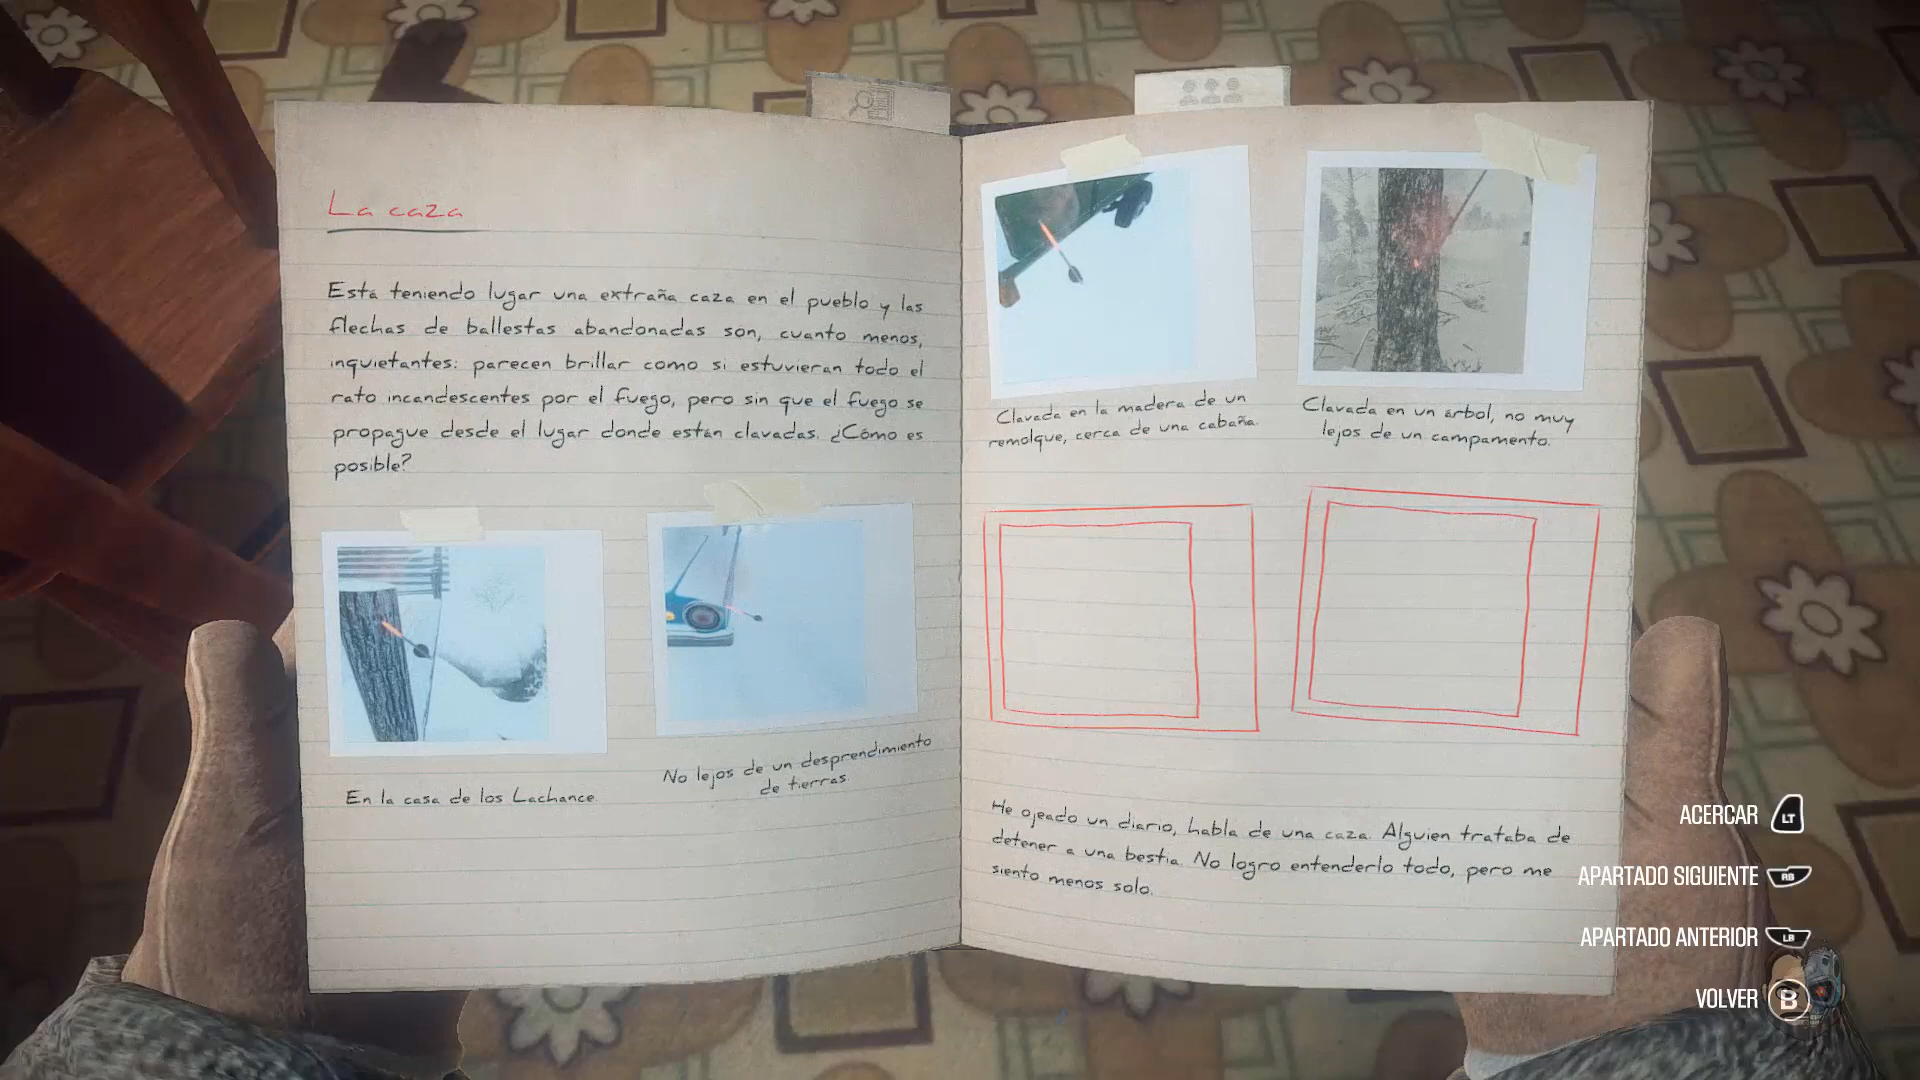 La caza
Está teniendo lugar una extraña caza en el pueblo y las
flechas de ballestas abandonadas son, cuanto menos,
inquietantes: parecen brillar como si estuvieran todo el
rato incandescentes por el fuego, pero sin que el fuego se
propague desde el lugar donde están clavadas. ¿Cómo es
posible?
En la casa de los Lachance.
No lejos de un desprendimiento
de tierras.
Clavada en la madera de un
remolque, cerca de una cabaña.
Clavada en un árbol, no muy
lejos de un campamento.
He ojeado un diario, habla de una caza. Alguien trataba de
detener a una bestia. No logro entenderlo todo, pero me
siento menos solo.
ACERCAR LT
APARTADO SIGUIENTE RB
APARTADO ANTERIOR LB
VOLVER B